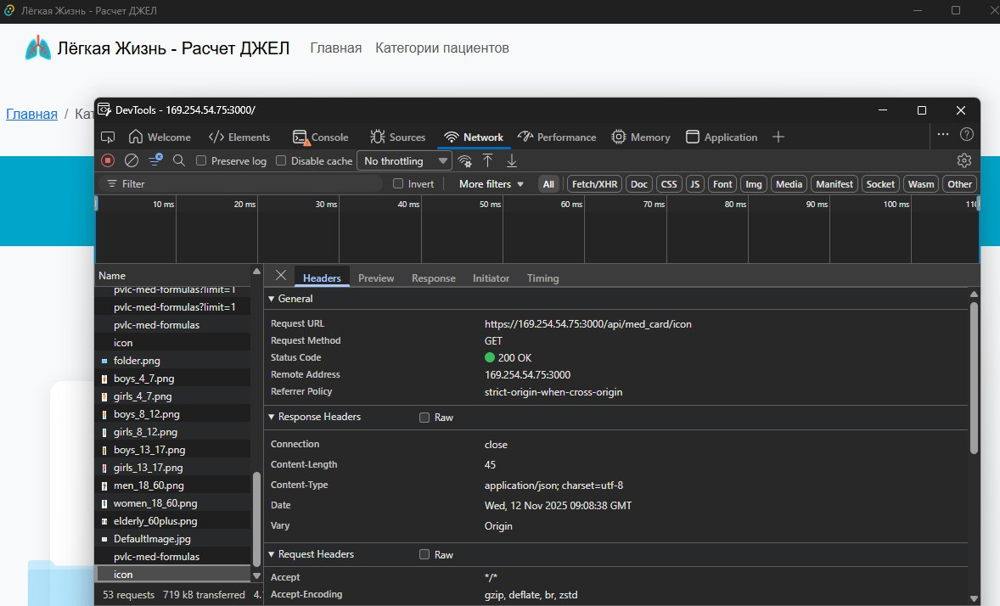 Лёгкая Жизнь - Расчет ДЖЕЛ
Лёгкая Жизнь - Расчет ДЖЕЛ Главная Категории пациентов
Главная / Кат
DevTools - 169.254.54.75:3000/
Welcome Elements Console Sources Network Performance Memory Application
Preserve log Disable cache No throttling
Filter Invert More filters All Fetch/XHR Doc CSS JS Font Img Media Manifest Socket Wasm Other
10 ms 20 ms 30 ms 40 ms 50 ms 60 ms 70 ms 80 ms 90 ms 100 ms 110
Name
pvlc-med-formulas?limit=1
pvlc-med-formulas?limit=1
pvlc-med-formulas
icon
folder.png
boys_4_7.png
girls_4_7.png
boys_8_12.png
girls_8_12.png
boys_13_17.png
girls_13_17.png
men_18_60.png
women_18_60.png
elderly_60plus.png
DefaultImage.jpg
pvlc-med-formulas
icon
53 requests 719 kB transferred 4.
Headers Preview Response Initiator Timing
General
Request URL https://169.254.54.75:3000/api/med_card/icon
Request Method GET
Status Code 200 OK
Remote Address 169.254.54.75:3000
Referrer Policy strict-origin-when-cross-origin
Response Headers Raw
Connection close
Content-Length 45
Content-Type application/json; charset=utf-8
Date Wed, 12 Nov 2025 09:08:38 GMT
Vary Origin
Request Headers Raw
Accept */*
Accept-Encoding gzip, deflate, br, zstd